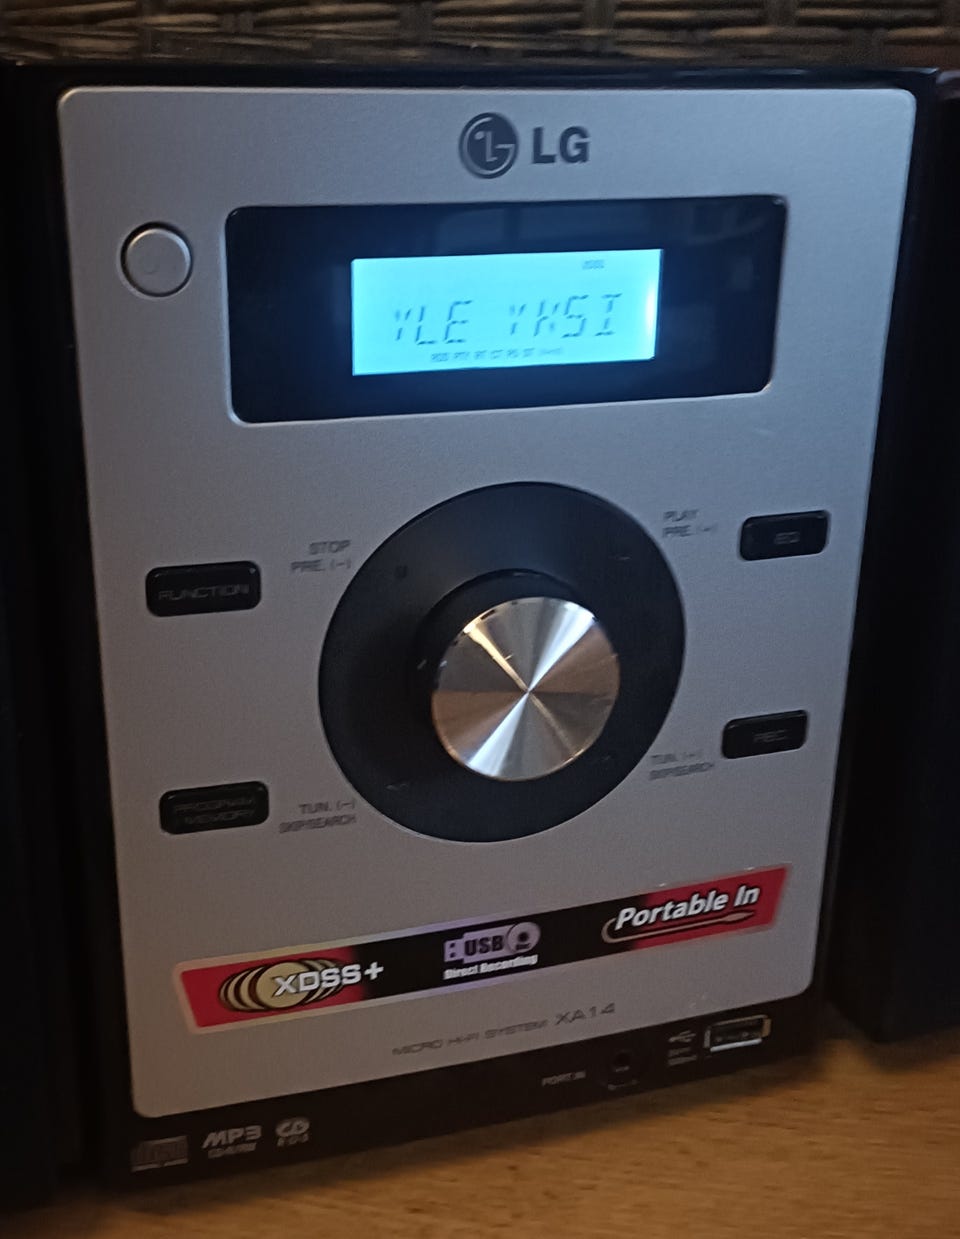 LG
YLE YKSI
RDS PTY RT CT PS ST
STOP
PRE. (-)
PLAY
PRE. (+)
EQ
FUNCTION
REC
TUN. (+)
SKIP/SEARCH
PROGRAM
MEMORY
TUN. (-)
SKIP/SEARCH
XDSS+
USB
Direct Recording
Portable In
MICRO HI-FI SYSTEM XA14
PORT. IN
MP3